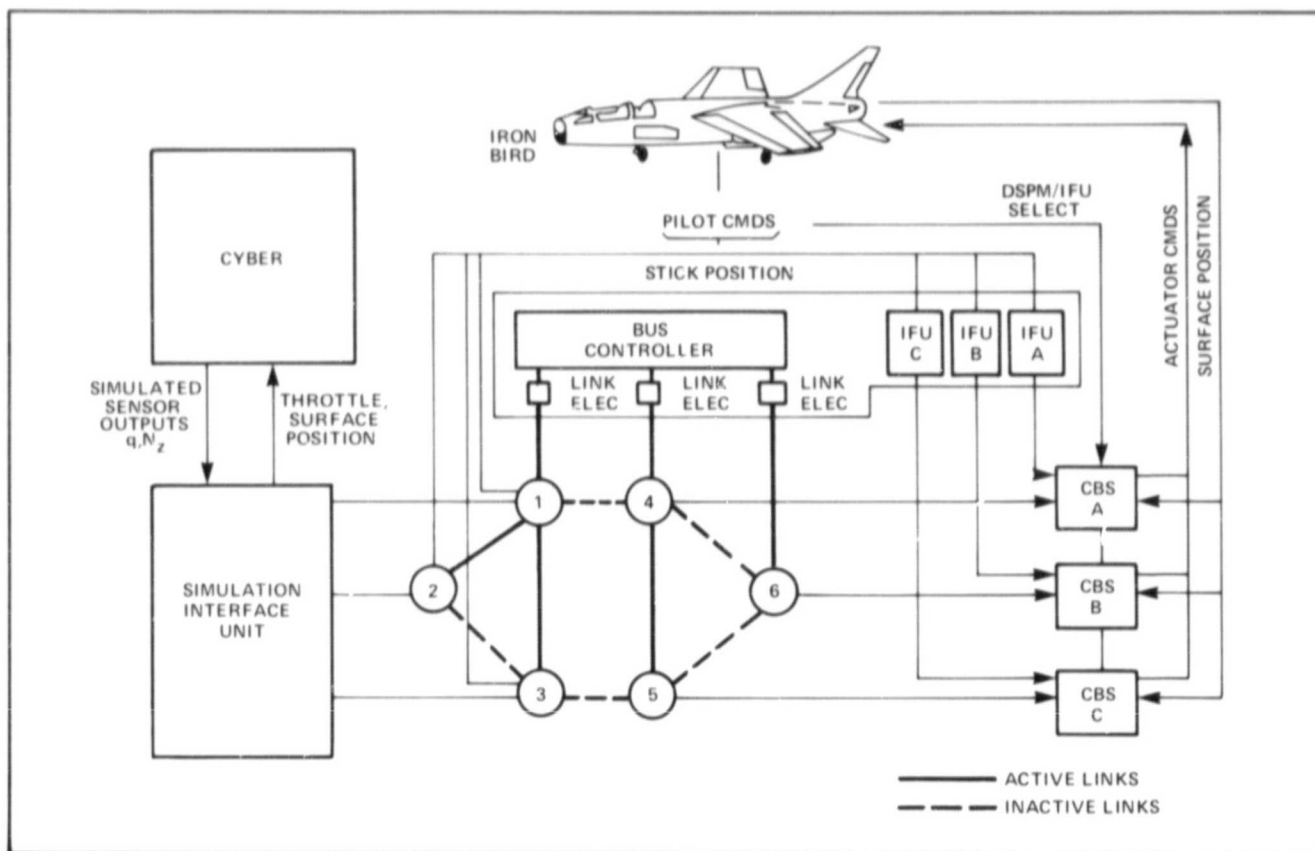 IRON
BIRD
DSPM/IFU
SELECT
PILOT CMDS
CYBER
STICK POSITION
ACTUATOR CMDS
SURFACE POSITION
BUS
CONTROLLER
IFU
C
IFU
B
IFU
A
LINK
ELEC
LINK
ELEC
LINK
ELEC
SIMULATED
SENSOR
OUTPUTS
q,Nz
THROTTLE,
SURFACE
POSITION
1
4
CBS
A
2
6
SIMULATION
INTERFACE
UNIT
CBS
B
3
5
CBS
C
ACTIVE LINKS
INACTIVE LINKS